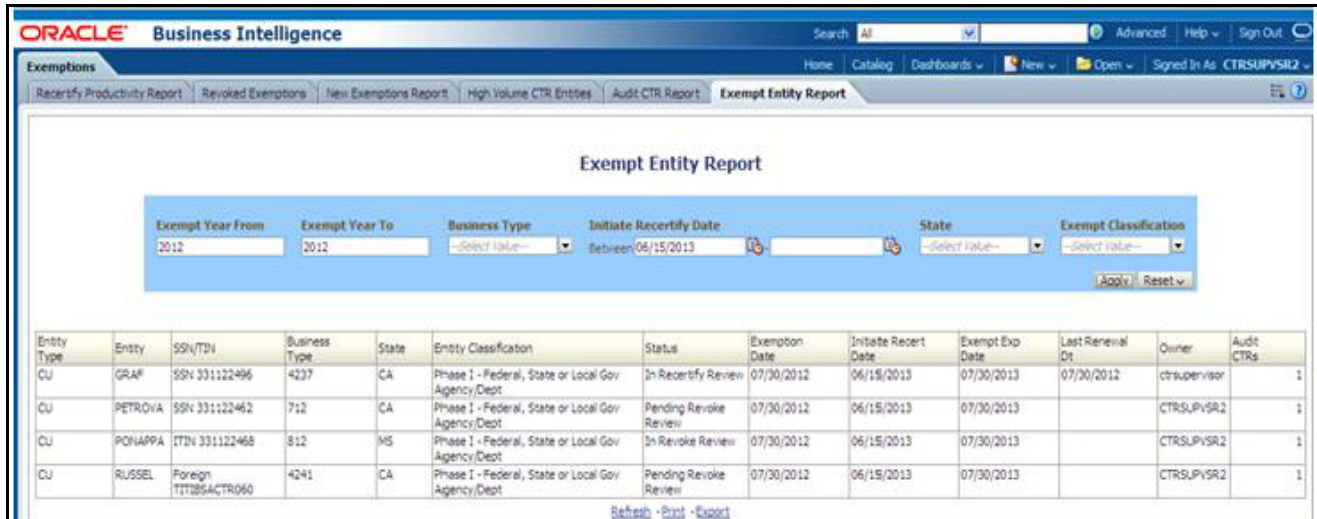 ORACLE Business Intelligence
Search All Advanced Help Sign Out
Exemptions
Home Catalog Dashboards New Open Signed In As CTRSUPVSR2
Recertify Productivity Report Revoked Exemptions New Exemptions Report High Volume CTR Entities Audit CTR Report Exempt Entity Report
Exempt Entity Report
Exempt Year From Exempt Year To Business Type Initiate Recertify Date State Exempt Classification
2012 2012 --Select Value-- Between 06/15/2013 - --Select Value-- --Select Value--
Apply Reset
Entity Type Entity SSN/TIN Business Type State Entity Classification Status Exemption Date Initiate Recert Date Exempt Exp Date Last Renewal Dt Owner Audit CTRs
CU GRAF SSN 331122496 4237 CA Phase I - Federal, State or Local Gov Agency/Dept In Recertify Review 07/30/2012 06/15/2013 07/30/2013 07/30/2012 ctrsupervisor 1
CU PETROVA SSN 331122462 712 CA Phase I - Federal, State or Local Gov Agency/Dept Pending Revoke Review 07/30/2012 06/15/2013 07/30/2013 CTRSUPVSR2 1
CU PONAPPA ITIN 331122468 812 MS Phase I - Federal, State or Local Gov Agency/Dept In Revoke Review 07/30/2012 06/15/2013 07/30/2013 CTRSUPVSR2 1
CU RUSSEL Foreign 4241 CA Phase I - Federal, State or Local Gov Agency/Dept Pending Revoke Review 07/30/2012 06/15/2013 07/30/2013 CTRSUPVSR2 1
Refresh - Print - Export